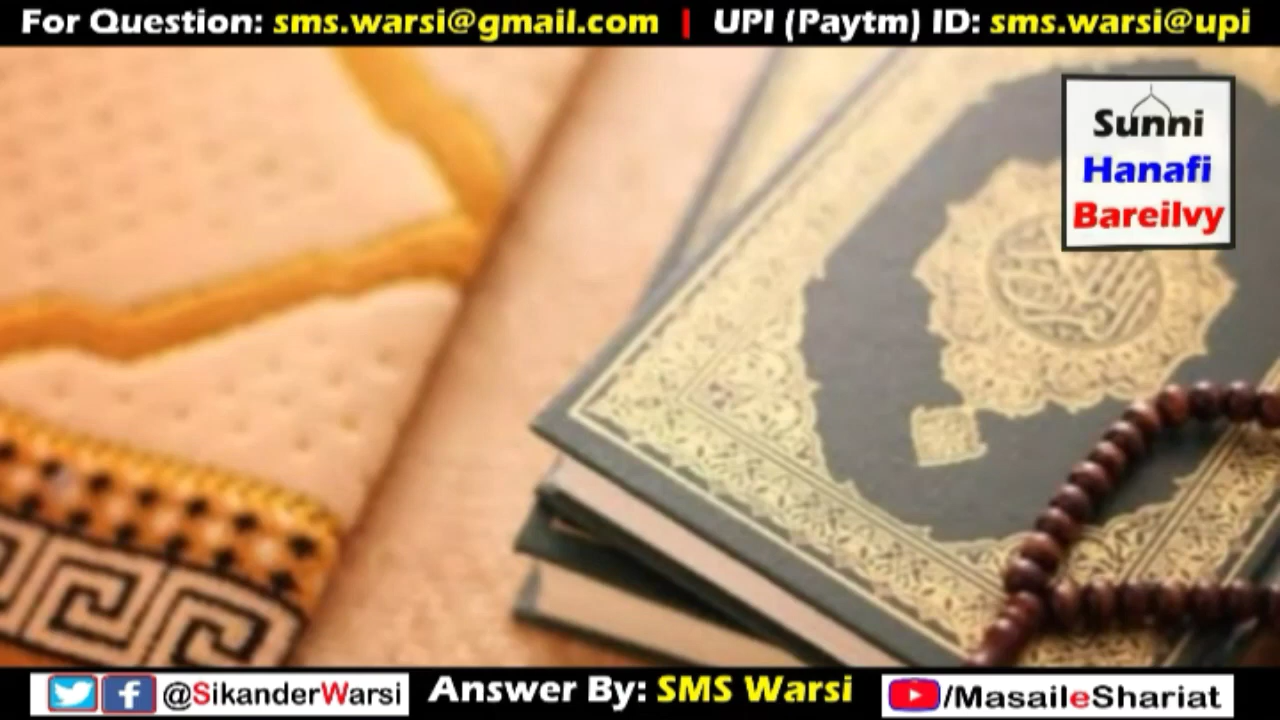 For Question: sms.warsi@gmail.com | UPI (Paytm) ID: sms.warsi@upi
Sunni
Hanafi
Bareilvy
@SikanderWarsi
Answer By: SMS Warsi
/MasaileShariat